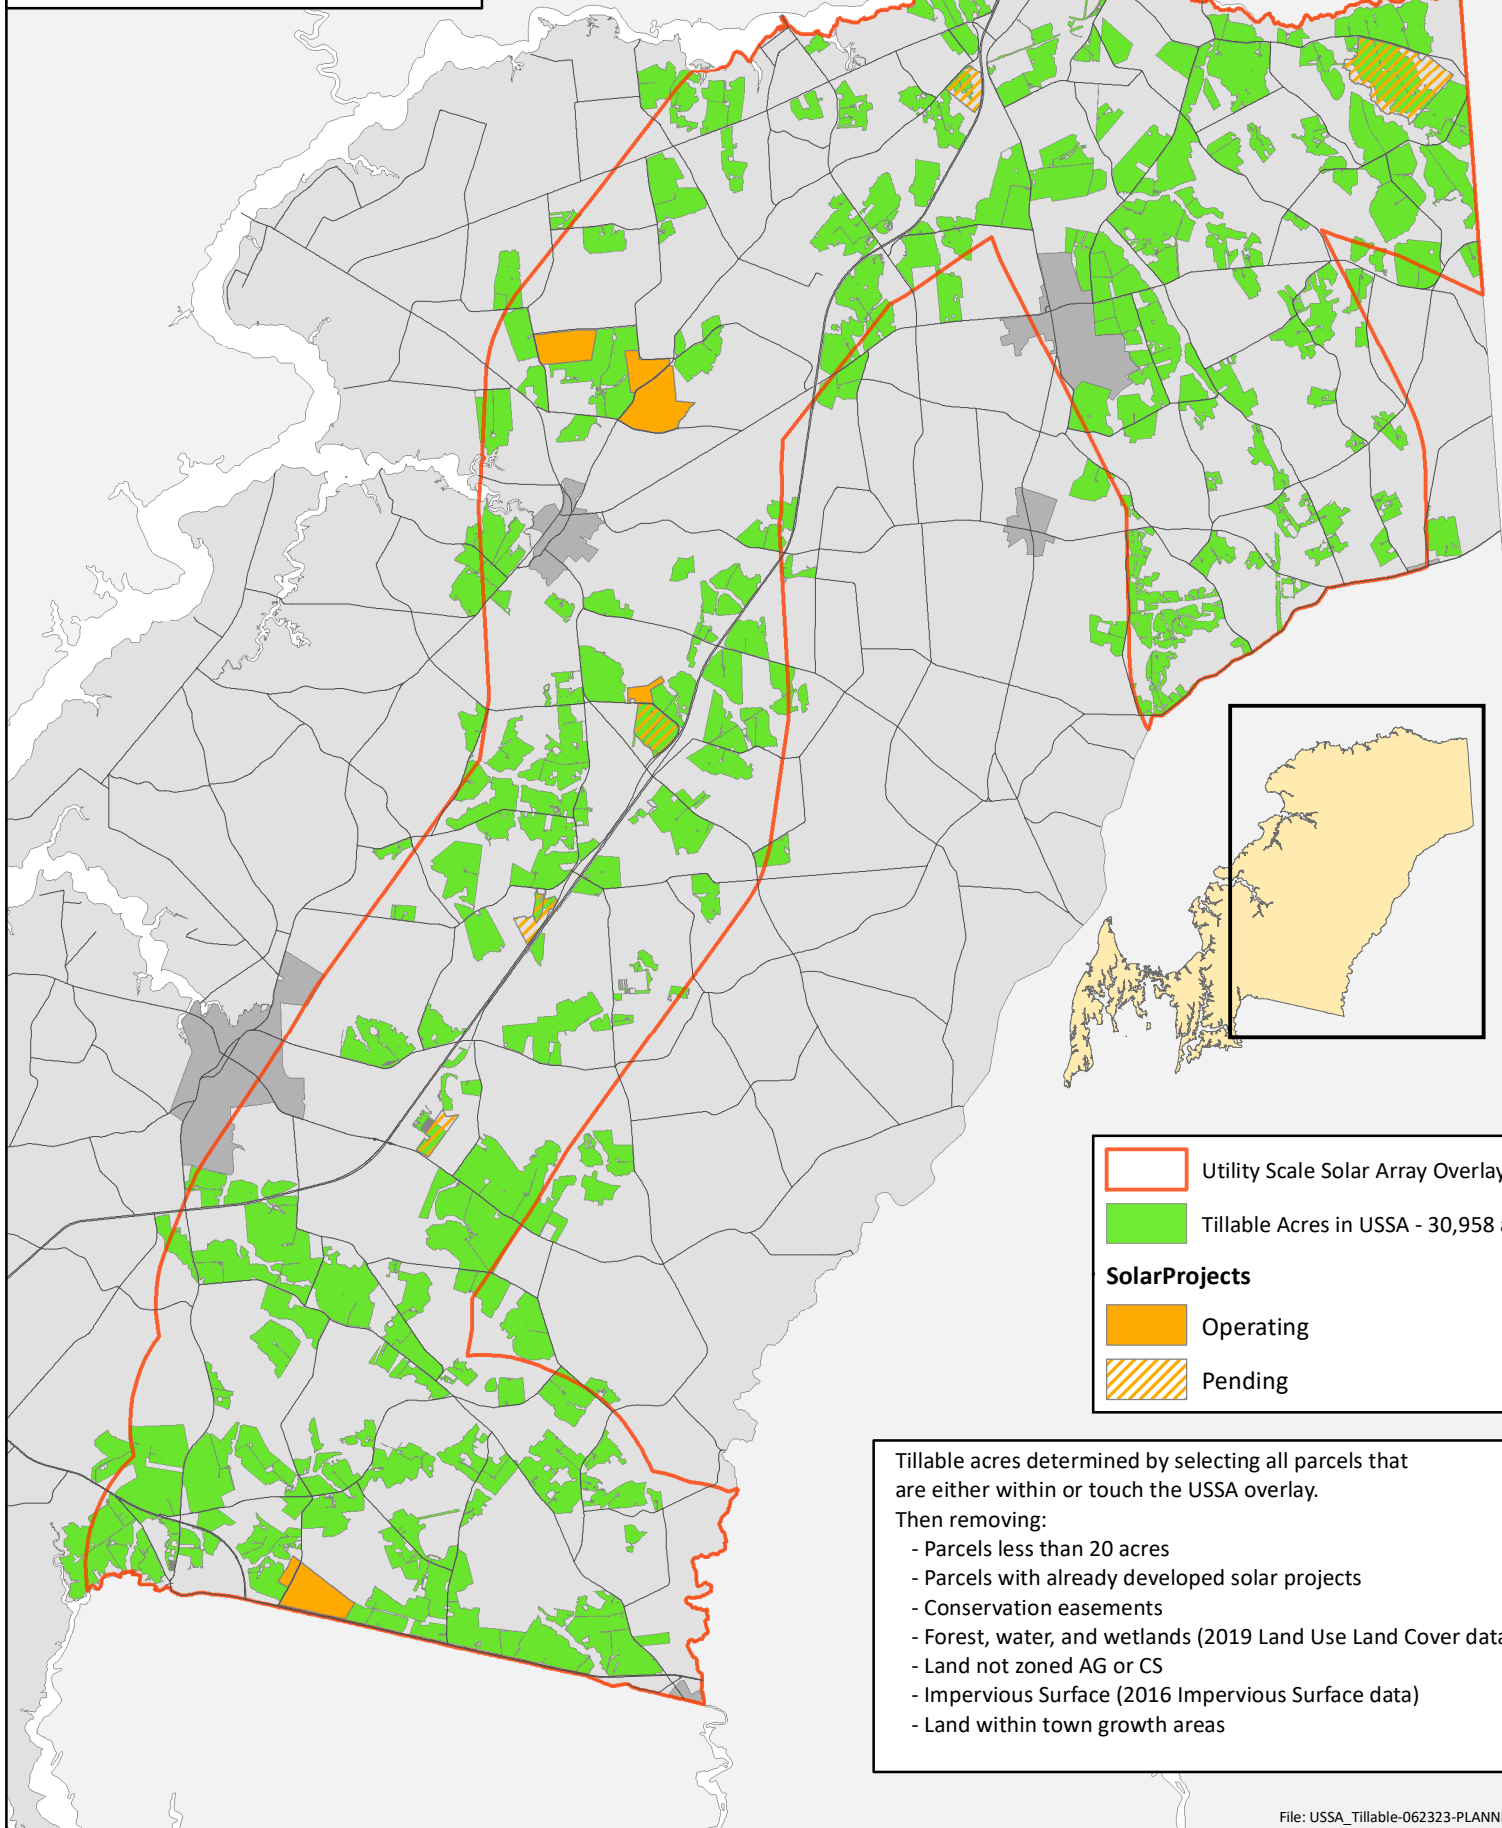 Utility Scale Solar Array Overlay
Tillable Acres in USSA - 30,958
SolarProjects
Operating
Pending
Tillable acres determined by selecting all parcels that
are either within or touch the USSA overlay.
Then removing:
- Parcels less than 20 acres
- Parcels with already developed solar projects
- Conservation easements
- Forest, water, and wetlands (2019 Land Use Land Cover data
- Land not zoned AG or CS
- Impervious Surface (2016 Impervious Surface data)
- Land within town growth areas
File: USSA_Tillable-062323-PLANN